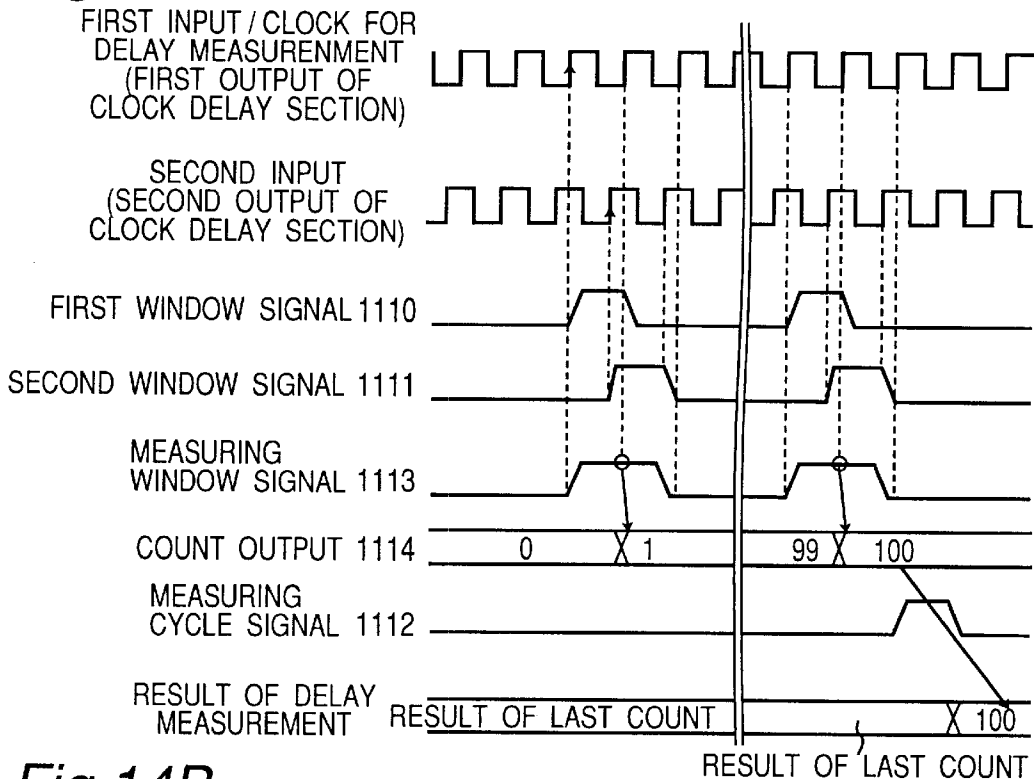 FIRST INPUT / CLOCK FOR
DELAY MEASURENMENT
(FIRST OUTPUT OF
CLOCK DELAY SECTION)
SECOND INPUT
(SECOND OUTPUT OF
CLOCK DELAY SECTION)
FIRST WINDOW SIGNAL 1110
SECOND WINDOW SIGNAL 1111
MEASURING
WINDOW SIGNAL 1113
COUNT OUTPUT 1114 0 1 99 100
MEASURING
CYCLE SIGNAL 1112
RESULT OF DELAY
MEASUREMENT RESULT OF LAST COUNT 100
RESULT OF LAST COUNT